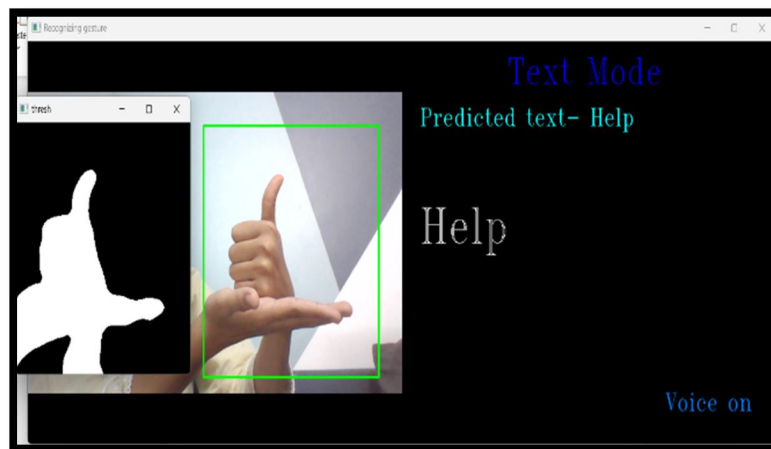 Recognizing gesture
Text Mode
thresh
Predicted text- Help
Help
Voice on